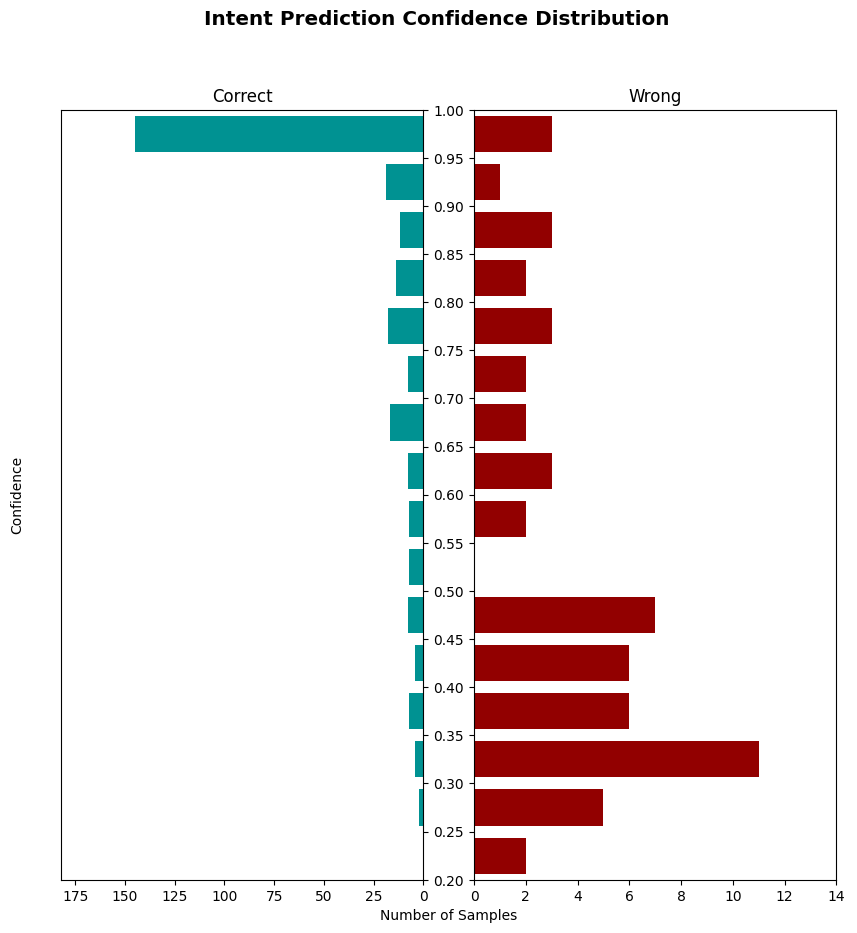 Intent Prediction Confidence Distribution
Correct
Wrong
Confidence
1.00
0.95
0.90
0.85
0.80
0.75
0.70
0.65
0.60
0.55
0.50
0.45
0.40
0.35
0.30
0.25
0.20
175 150 125 100 75 50 25 0
0 2 4 6 8 10 12 14
Number of Samples